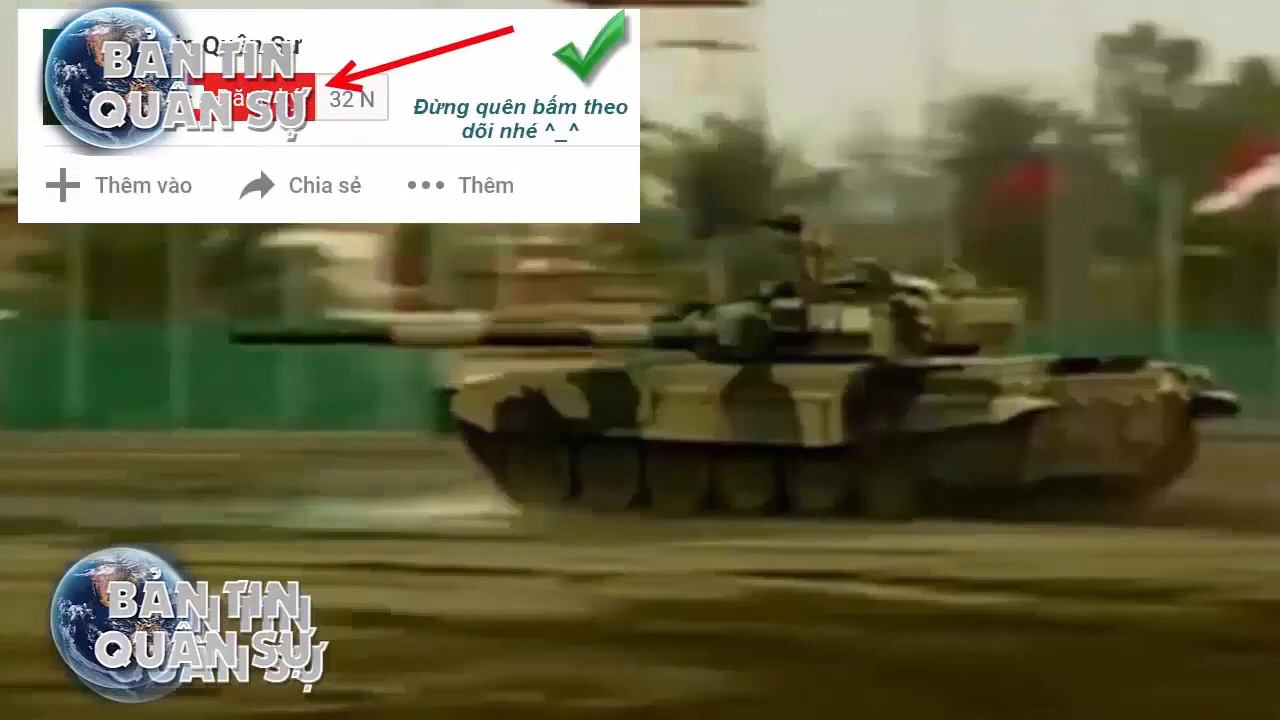 BẢN TIN
QUÂN SỰ
32 N
Đừng quên bấm theo
dõi nhé ^_^
Thêm vào
Chia sẻ
Thêm
BẢN TIN
QUÂN SỰ